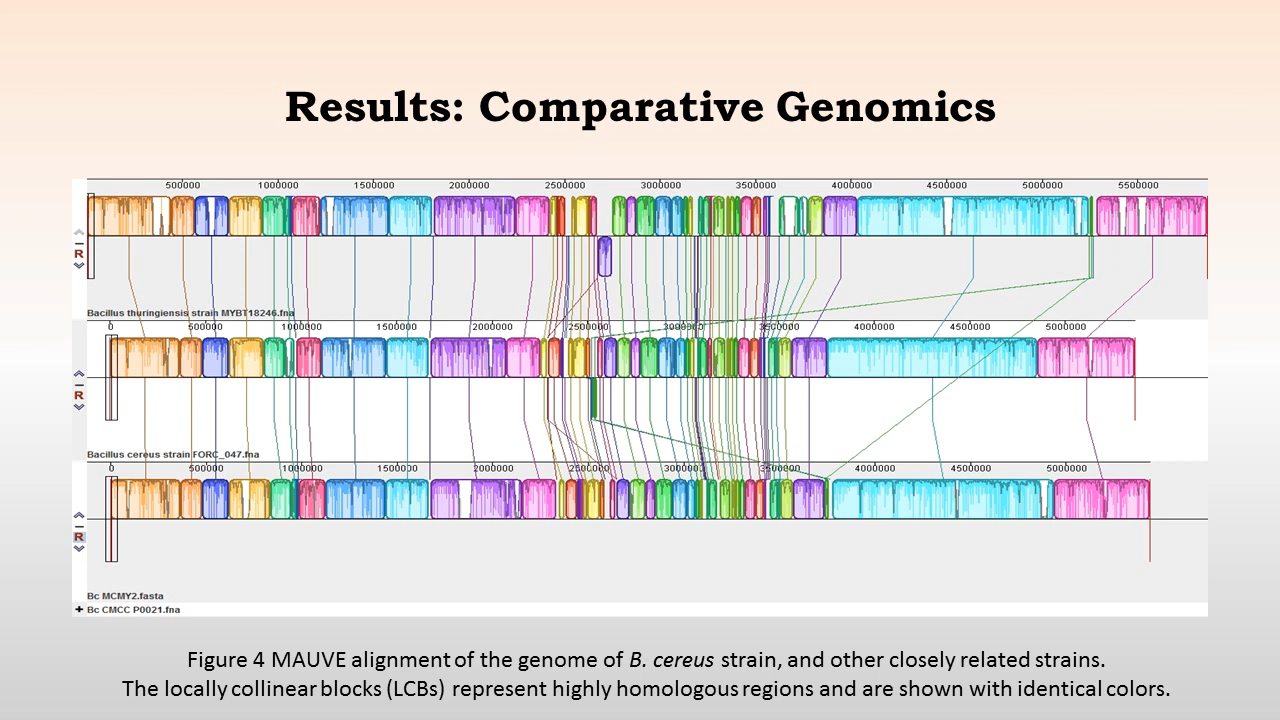 Results: Comparative Genomics
500000 1000000 1500000 2000000 2500000 3000000 3500000 4000000 4500000 5000000 5500000
R
Bacillus thuringiensis strain MYBT18246.fna
0 500000 1000000 1500000 2000000 2500000 3000000 3500000 4000000 4500000 5000000
R
Bacillus cereus strain FORC_047.fna
0 500000 1000000 1500000 2000000 2500000 3000000 3500000 4000000 4500000 5000000
R
Bc MCMY2.fasta
Bc CMCC P0021.fna
Figure 4 MAUVE alignment of the genome of B. cereus strain, and other closely related strains.
The locally collinear blocks (LCBs) represent highly homologous regions and are shown with identical colors.